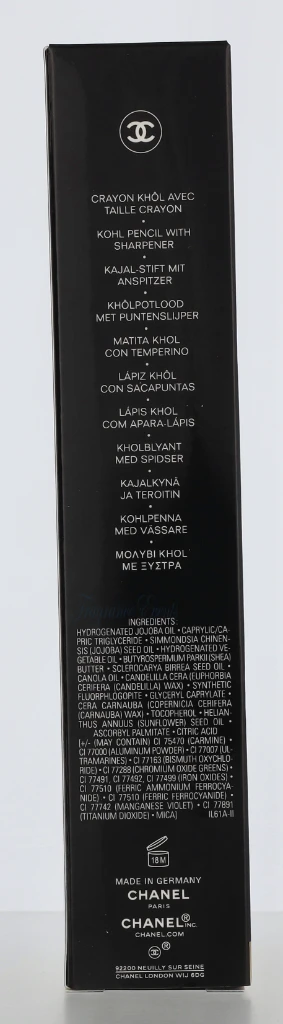 CRAYON KHÔL AVEC
TAILLE CRAYON
•
KOHL PENCIL WITH
SHARPENER
•
KAJAL-STIFT MIT
ANSPITZER
•
KHÔLPOTLOOD
MET PUNTENSLIJPER
•
MATITA KHOL
CON TEMPERINO
•
LÁPIZ KHÔL
CON SACAPUNTAS
•
LÁPIS KHOL
COM APARA-LÁPIS
•
KHOLBLYANT
MED SPIDSER
•
KAJALKYNÄ
JA TEROITIN
•
KOHLPENNA
MED VÄSSARE
•
ΜΟΛΥΒΙ KHOL
ΜΕ ΞΥΣΤΡΑ
INGREDIENTS:
HYDROGENATED JOJOBA OIL • CAPRYLIC/CA-
PRIC TRIGLYCERIDE • SIMMONDSIA CHINEN-
SIS (JOJOBA) SEED OIL • HYDROGENATED VE-
GETABLE OIL • BUTYROSPERMUM PARKII (SHEA)
BUTTER • SCLEROCARYA BIRREA SEED OIL •
CANOLA OIL • CANDELILLA CERA (EUPHORBIA
CERIFERA (CANDELILLA) WAX) • SYNTHETIC
FLUORPHLOGOPITE • GLYCERYL CAPRYLATE •
CERA CARNAUBA (COPERNICIA CERIFERA
(CARNAUBA) WAX) • TOCOPHEROL • HELIAN-
THUS ANNUUS (SUNFLOWER) SEED OIL •
ASCORBYL PALMITATE • CITRIC ACID
[+/- (MAY CONTAIN) CI 75470 (CARMINE) •
CI 77000 (ALUMINUM POWDER) • CI 77007 (UL-
TRAMARINES) • CI 77163 (BISMUTH OXYCHLO-
RIDE) • CI 77288 (CHROMIUM OXIDE GREENS) •
CI 77491, CI 77492, CI 77499 (IRON OXIDES) •
CI 77510 (FERRIC AMMONIUM FERROCYA-
NIDE) • CI 77510 (FERRIC FERROCYANIDE) •
CI 77742 (MANGANESE VIOLET) • CI 77891
(TITANIUM DIOXIDE) • MICA] IL61A-II
18 M
MADE IN GERMANY
CHANEL
PARIS
CHANEL® INC.
CHANEL.COM
®
92200 NEUILLY SUR SEINE
CHANEL LONDON W1J 6DG